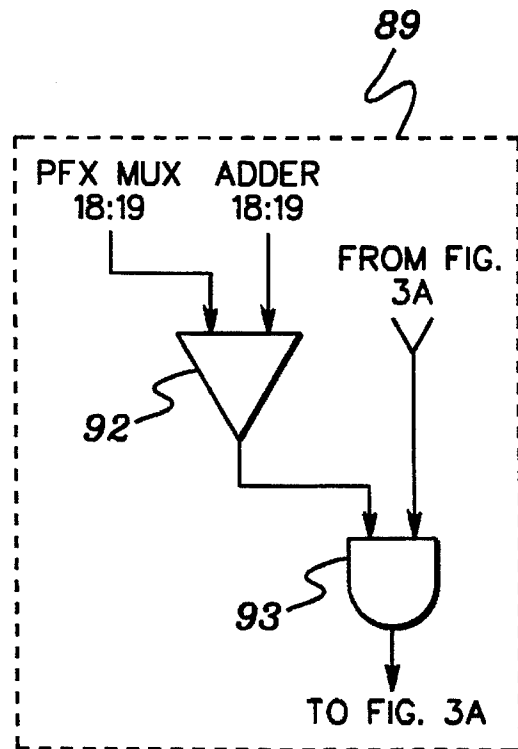 89
PFX MUX ADDER
18:19 18:19
FROM FIG.
3A
92
93
TO FIG. 3A